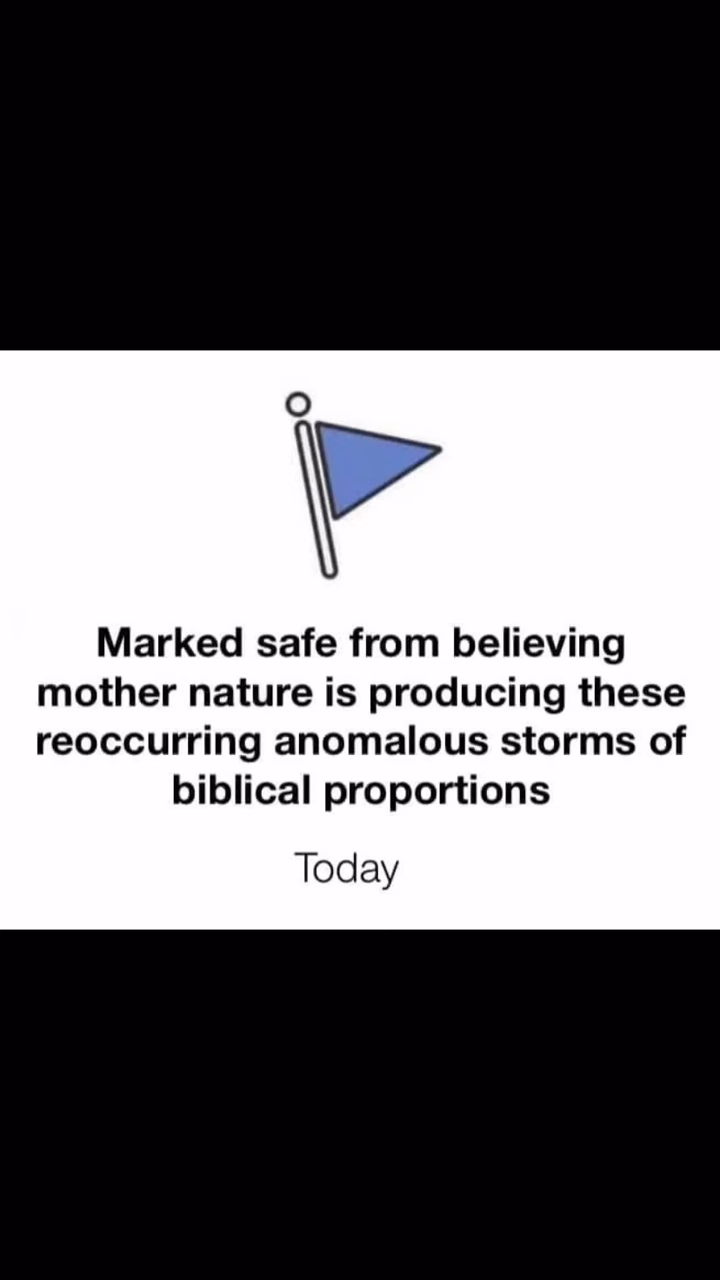 Marked safe from believing
mother nature is producing these
reoccurring anomalous storms of
biblical proportions
Today